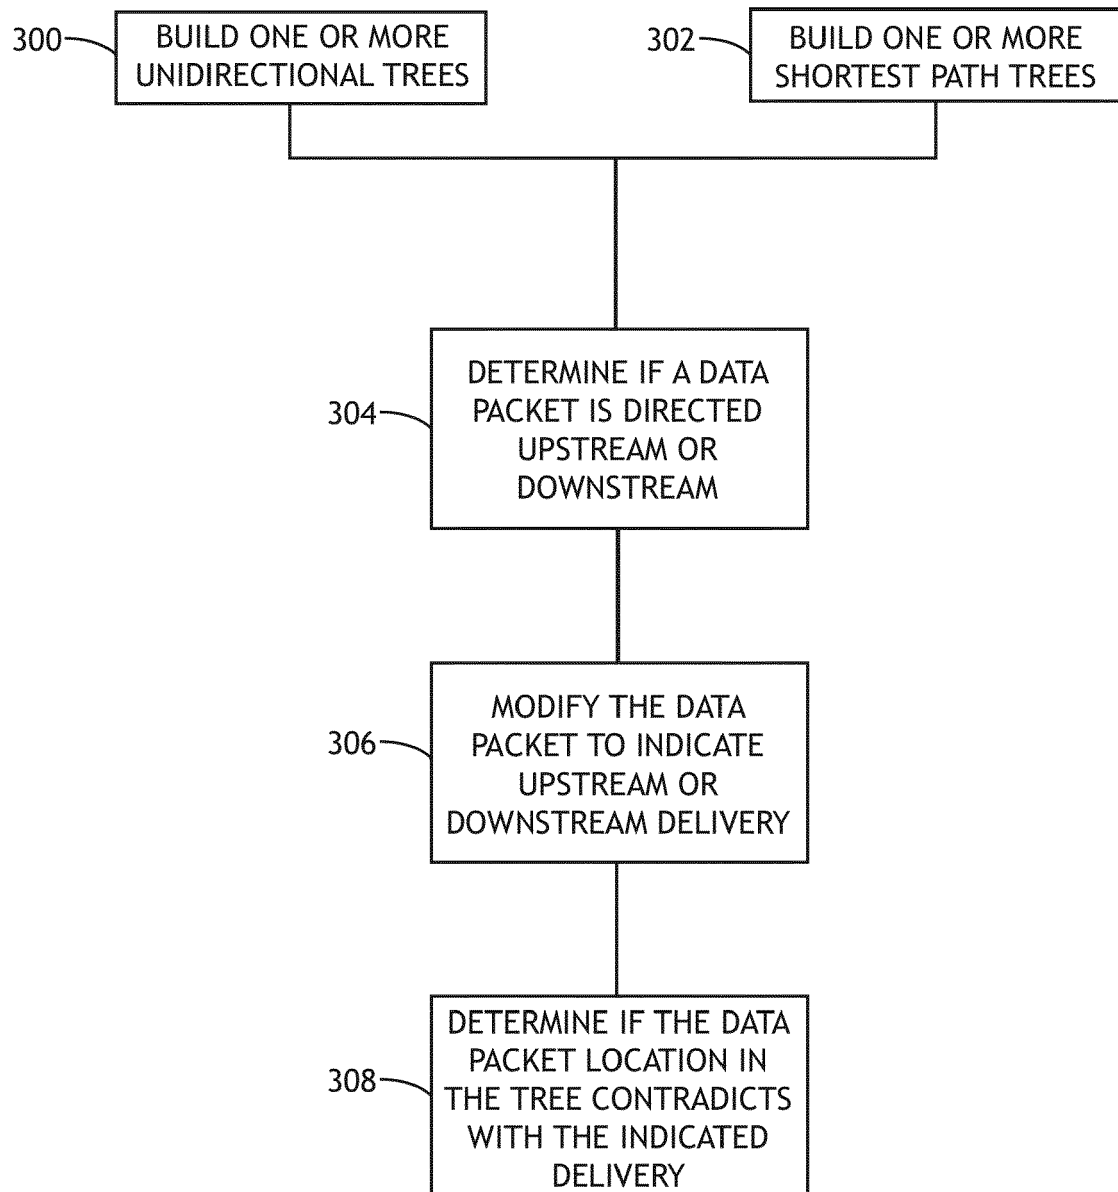 300
BUILD ONE OR MORE
UNIDIRECTIONAL TREES
302
BUILD ONE OR MORE
SHORTEST PATH TREES
304
DETERMINE IF A DATA
PACKET IS DIRECTED
UPSTREAM OR
DOWNSTREAM
306
MODIFY THE DATA
PACKET TO INDICATE
UPSTREAM OR
DOWNSTREAM DELIVERY
308
DETERMINE IF THE DATA
PACKET LOCATION IN
THE TREE CONTRADICTS
WITH THE INDICATED
DELIVERY